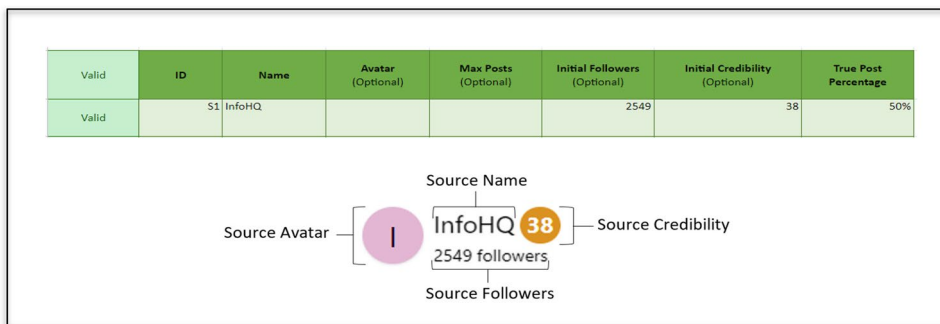 Valid ID Name Avatar (Optional) Max Posts (Optional) Initial Followers (Optional) Initial Credibility (Optional) True Post Percentage
Valid S1 InfoHQ 2549 38 50%
Source Name
Source Avatar I InfoHQ 38 Source Credibility
2549 followers
Source Followers